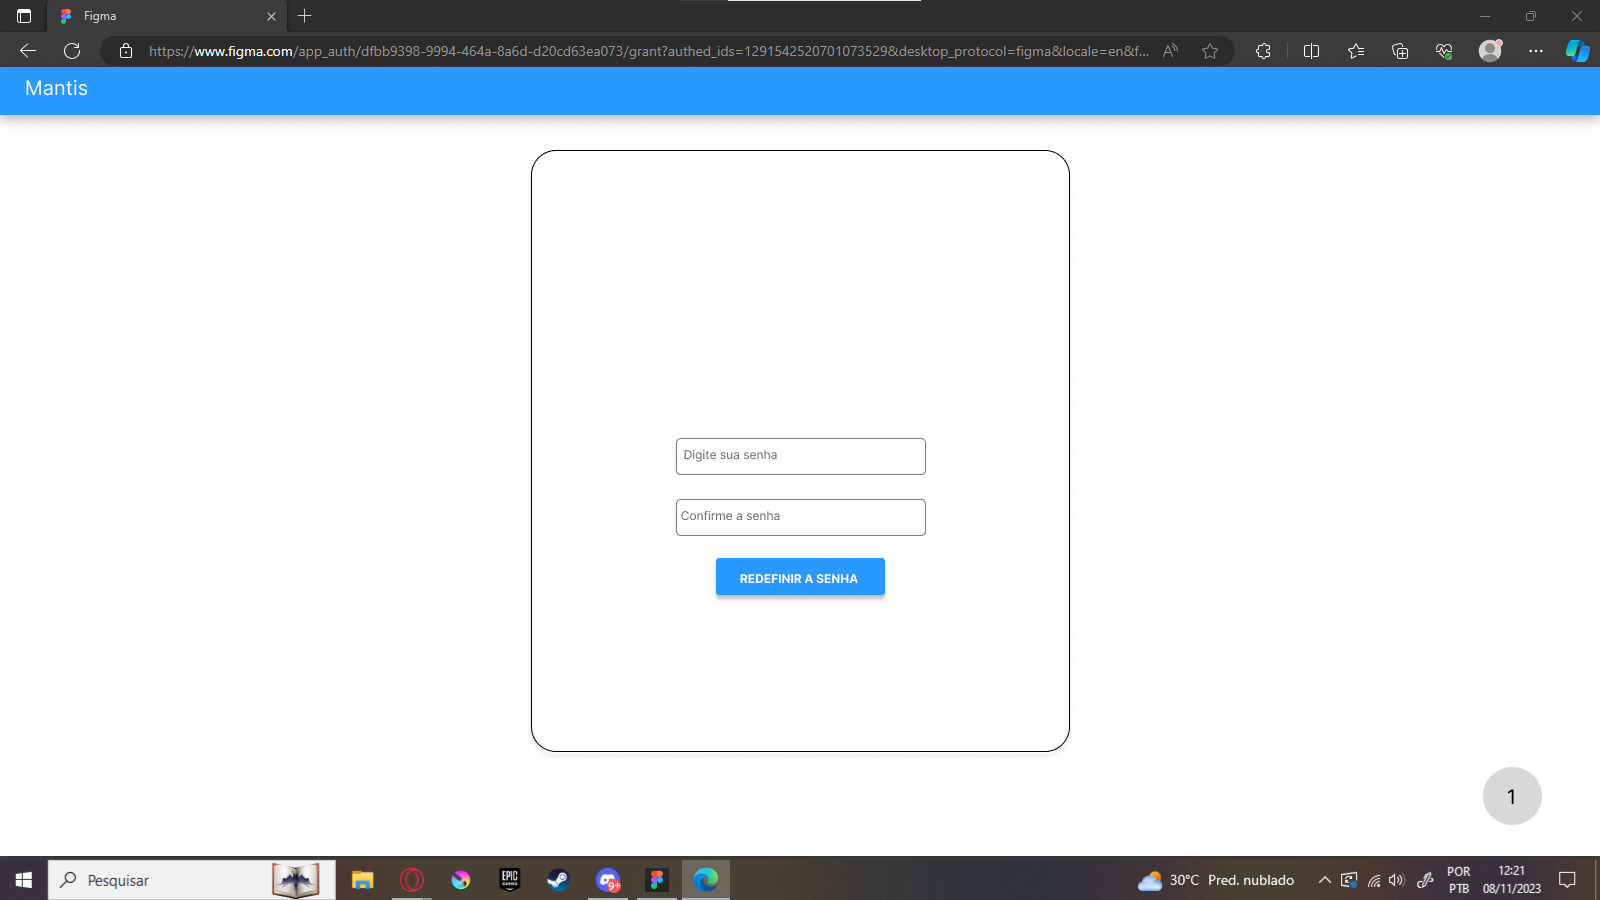 Figma
https://www.figma.com/app_auth/dfbb9398-9994-464a-8a6d-d20cd63ea073/grant?authed_ids=1291542520701073529&desktop_protocol=figma&locale=en&f...
Mantis
Digite sua senha
Confirme a senha
REDEFINIR A SENHA
1
Pesquisar
EPIC GAMES
9+
30°C Pred. nublado
POR
PTB
12:21
08/11/2023